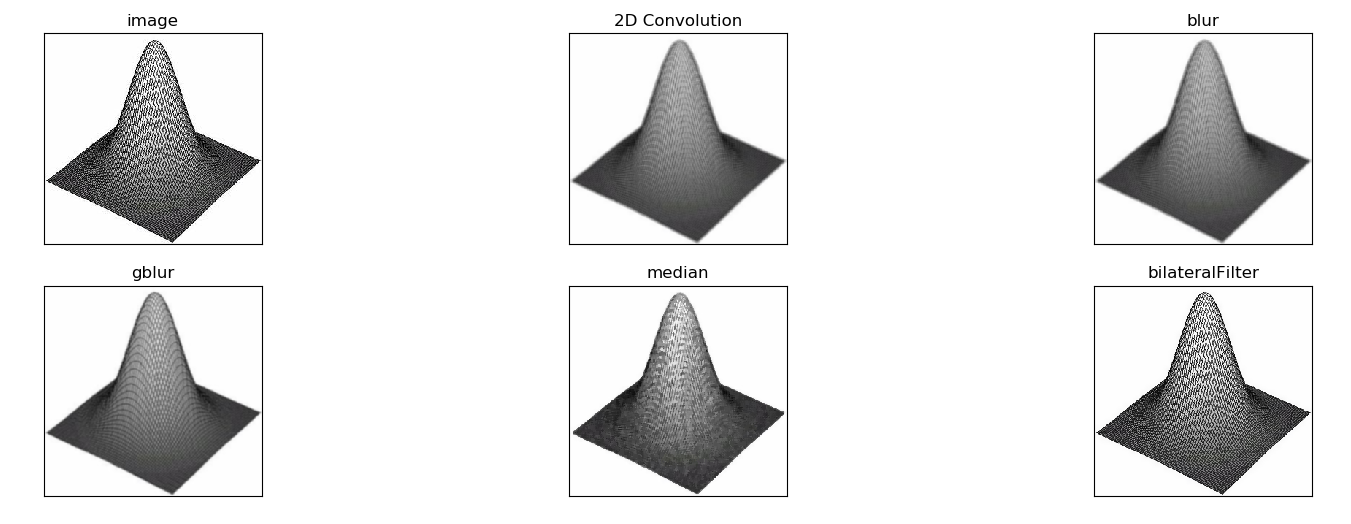 image
2D Convolution
blur
gblur
median
bilateralFilter